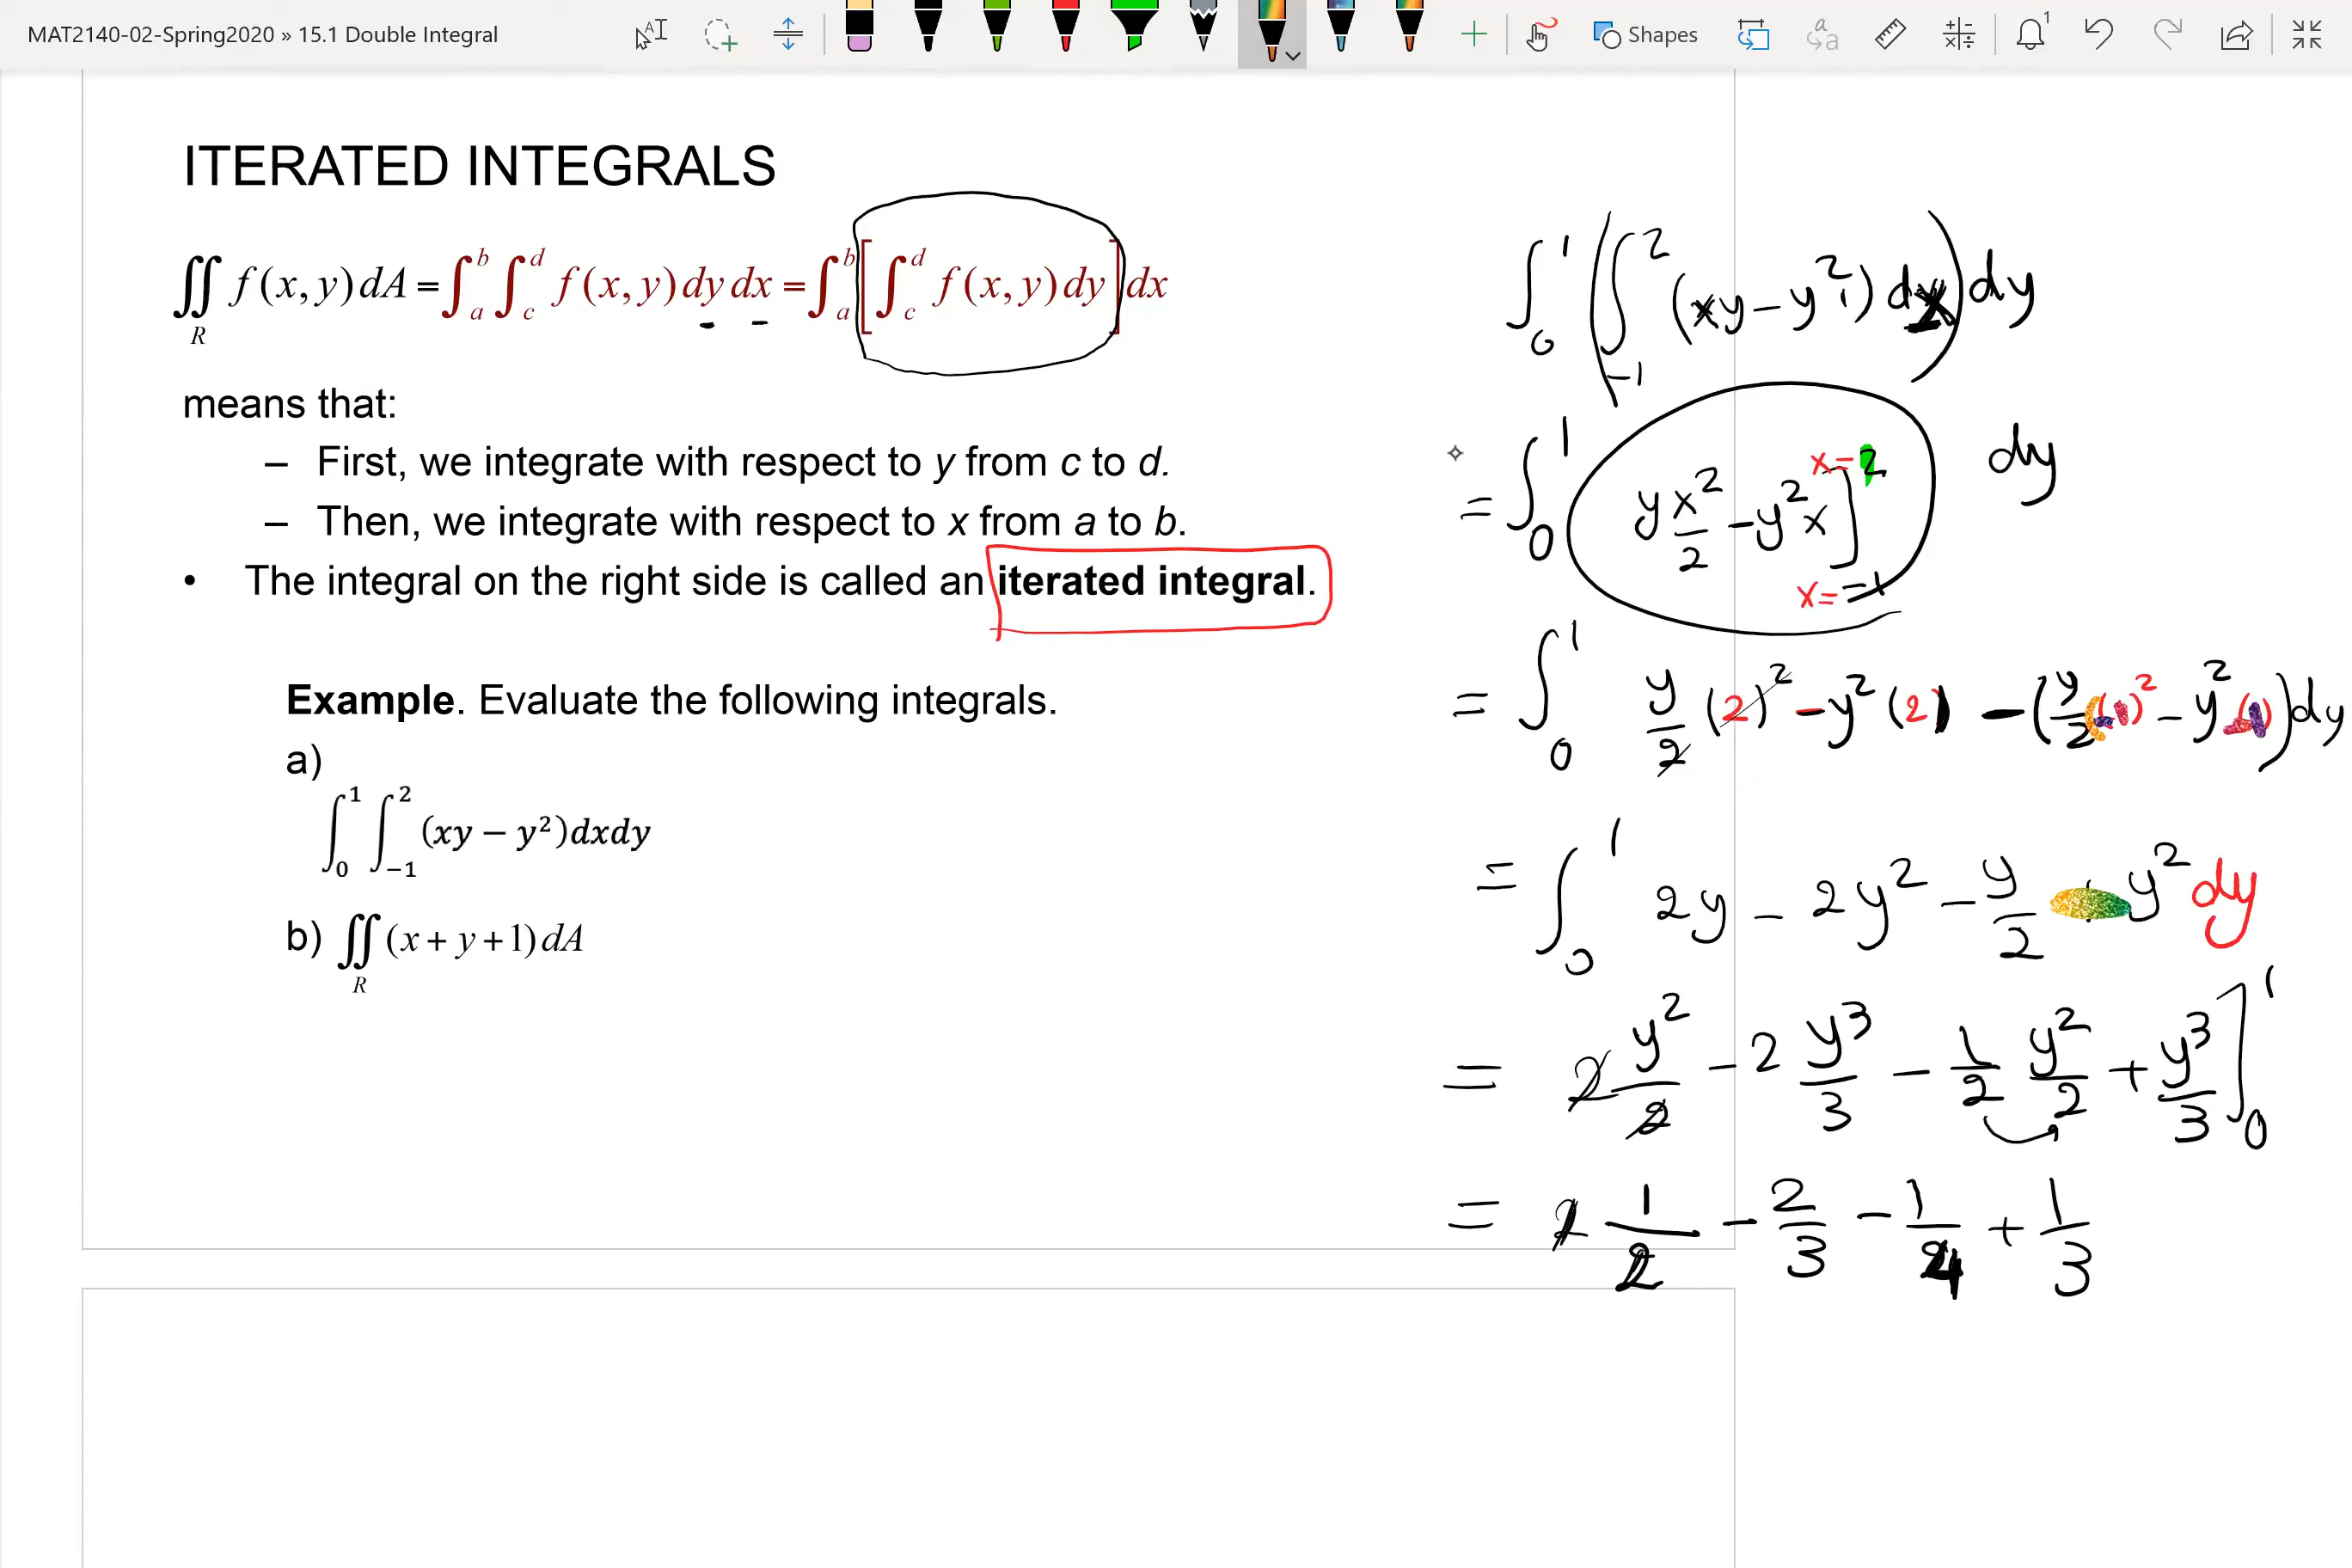 MAT2140-02-Spring2020 » 15.1 Double Integral
Shapes
1
ITERATED INTEGRALS
∬_R f(x,y)dA = ∫_a^b ∫_c^d f(x,y)dy dx = ∫_a^b [∫_c^d f(x,y)dy] dx
means that:
– First, we integrate with respect to y from c to d.
– Then, we integrate with respect to x from a to b.
• The integral on the right side is called an iterated integral.
Example. Evaluate the following integrals.
a)
∫_0^1 ∫_{-1}^2 (xy − y²)dxdy
b) ∬_R (x + y +1) dA
∫_0^1 (∫_{-1}^2 (xy − y²) dx) dy
= ∫_0^1 y x²/2 − y² x ]_{x=-1}^{x=2} dy
= ∫_0^1 y/2 (2)² − y² (2) − (y/2 (-1)² − y² (-1)) dy
= ∫_0^1 2y − 2y² − y/2 y² dy
= 2 y²/2 − 2 y³/3 − 1/2 y²/2 + y³/3 ]_0^1
= 1/2 − 2/3 − 1/4 + 1/3